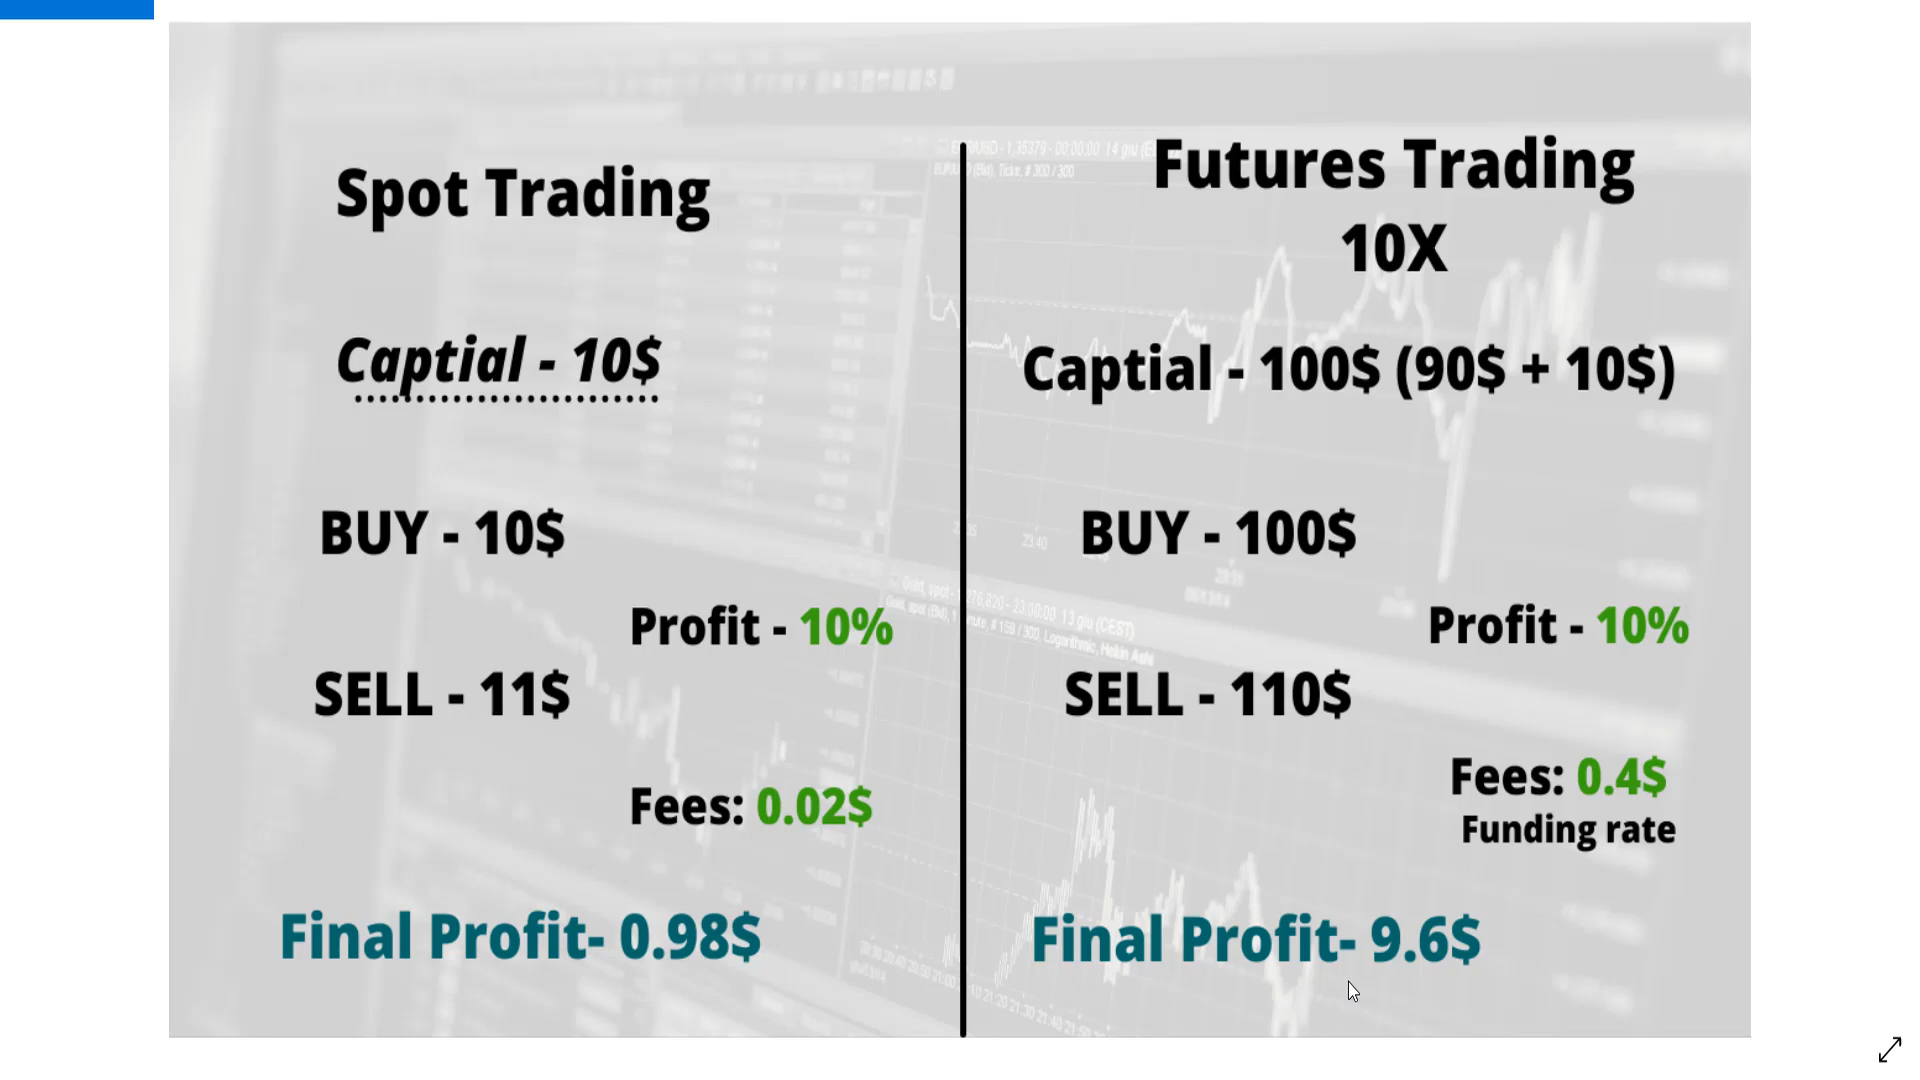 Spot Trading
Captial - 10$
BUY - 10$
Profit - 10%
SELL - 11$
Fees: 0.02$
Final Profit- 0.98$
Futures Trading
10X
Captial - 100$ (90$ + 10$)
BUY - 100$
Profit - 10%
SELL - 110$
Fees: 0.4$
Funding rate
Final Profit- 9.6$